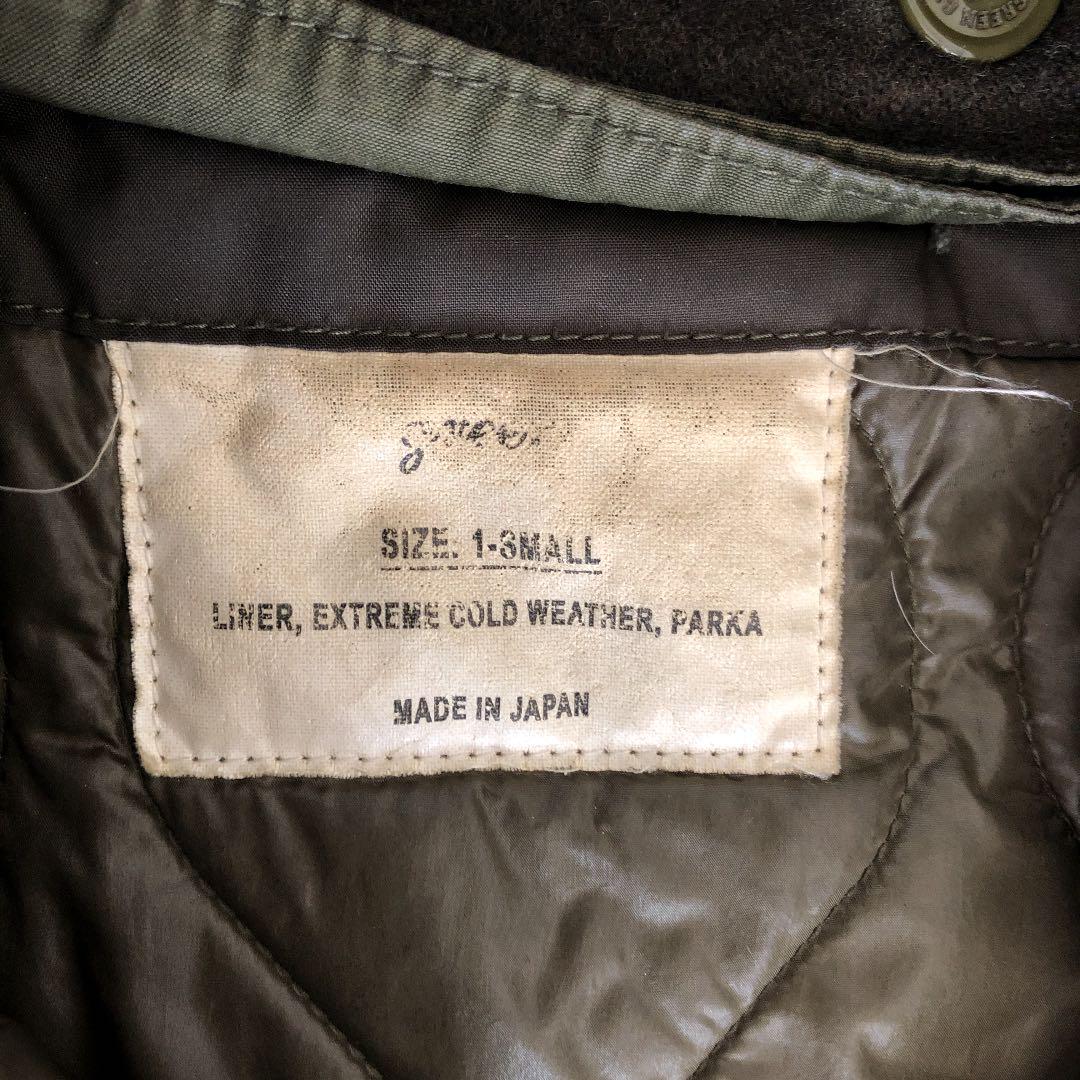 SIZE. 1-SMALL
LINER, EXTREME COLD WEATHER, PARKA
MADE IN JAPAN